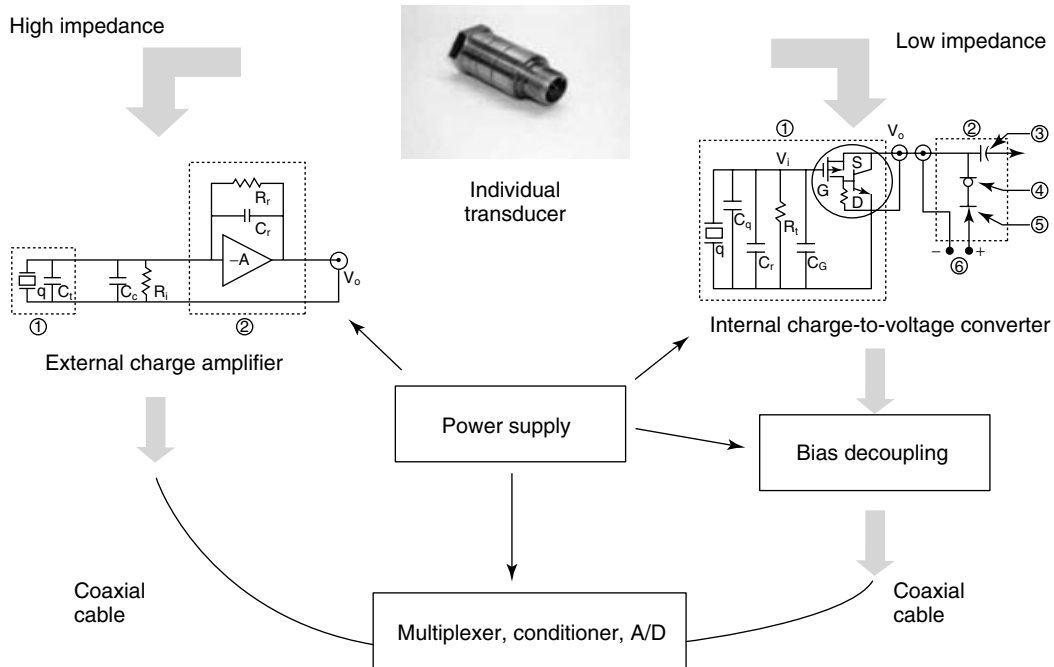 High impedance
Low impedance
Individual
transducer
R_r
C_r
–A
q
C_t
C_c
R_i
V_o
①
②
External charge amplifier
①
V_i
G
S
D
V_o
②
③
④
⑤
– ⑥ +
q
C_q
C_r
R_t
C_G
Internal charge-to-voltage converter
Power supply
Bias decoupling
Coaxial
cable
Coaxial
cable
Multiplexer, conditioner, A/D